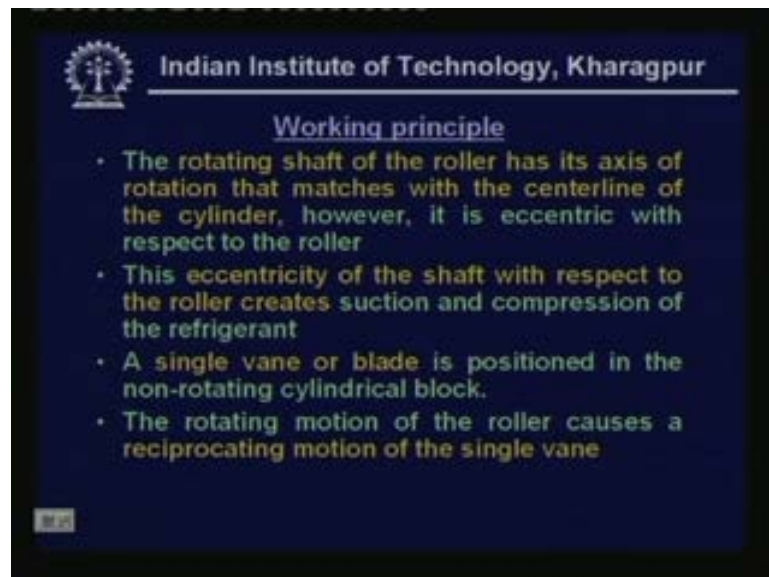 Indian Institute of Technology, Kharagpur
Working principle
• The rotating shaft of the roller has its axis of
rotation that matches with the centerline of
the cylinder, however, it is eccentric with
respect to the roller
• This eccentricity of the shaft with respect to
the roller creates suction and compression of
the refrigerant
• A single vane or blade is positioned in the
non-rotating cylindrical block.
• The rotating motion of the roller causes a
reciprocating motion of the single vane